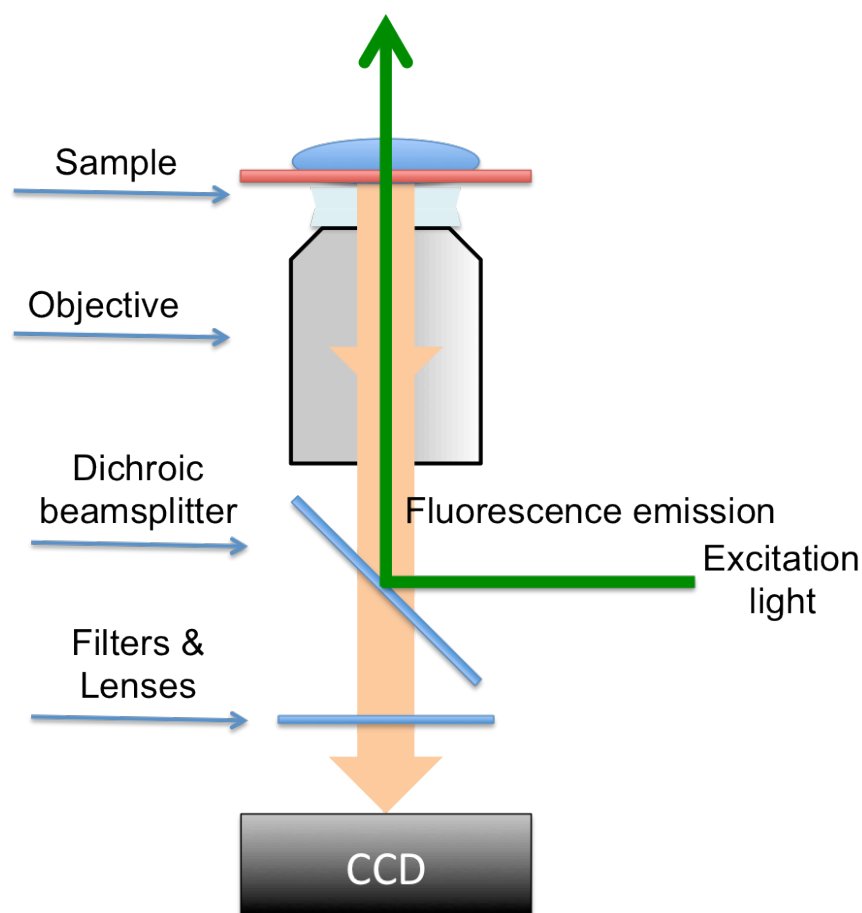 Sample
Objective
Dichroic
beamsplitter
Fluorescence emission
Excitation
light
Filters &
Lenses
CCD